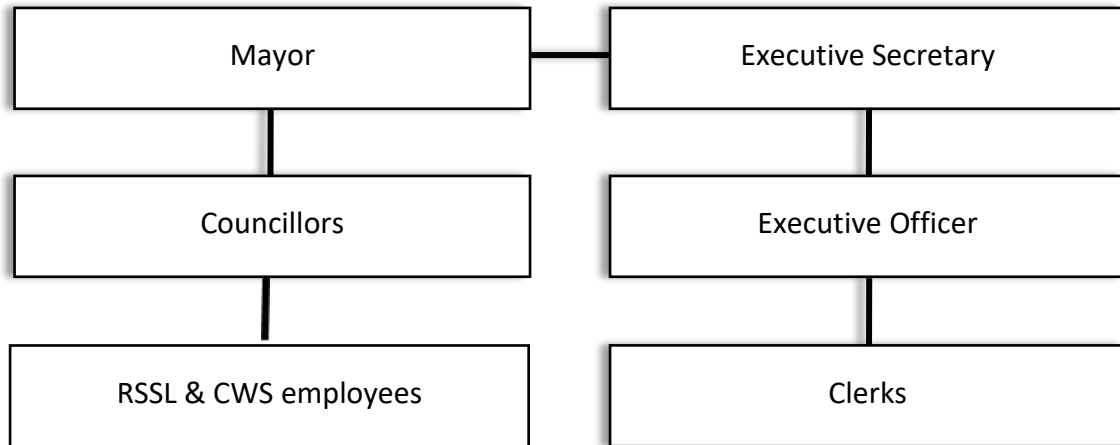 Mayor
Executive Secretary
Councillors
Executive Officer
RSSL & CWS employees
Clerks